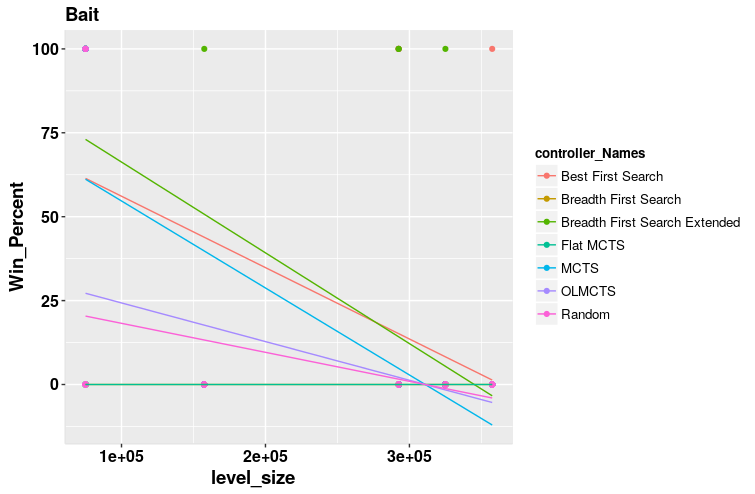 Bait
100
75
50
25
0
Win_Percent
1e+05
2e+05
3e+05
level_size
controller_Names
Best First Search
Breadth First Search
Breadth First Search Extended
Flat MCTS
MCTS
OLMCTS
Random